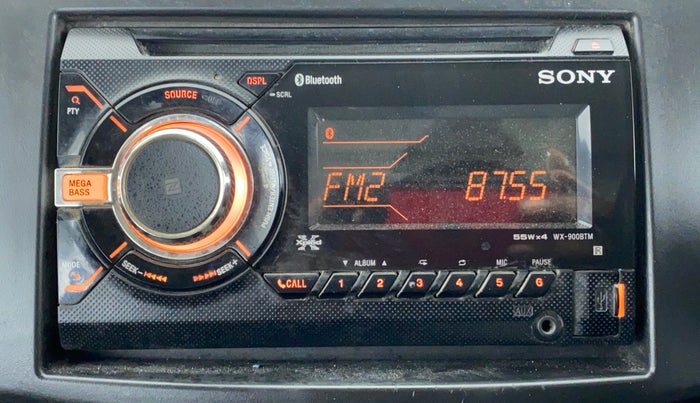 DSPL
Bluetooth
SONY
SCRL
PTY
SOURCE
MEGA
BASS
FM2 87.55
Xplod
55W×4 WX-900BTM
MODE
SEEK-
SEEK+
ALBUM
MIC
PAUSE
CALL 1 2 3 4 5 6
AUX